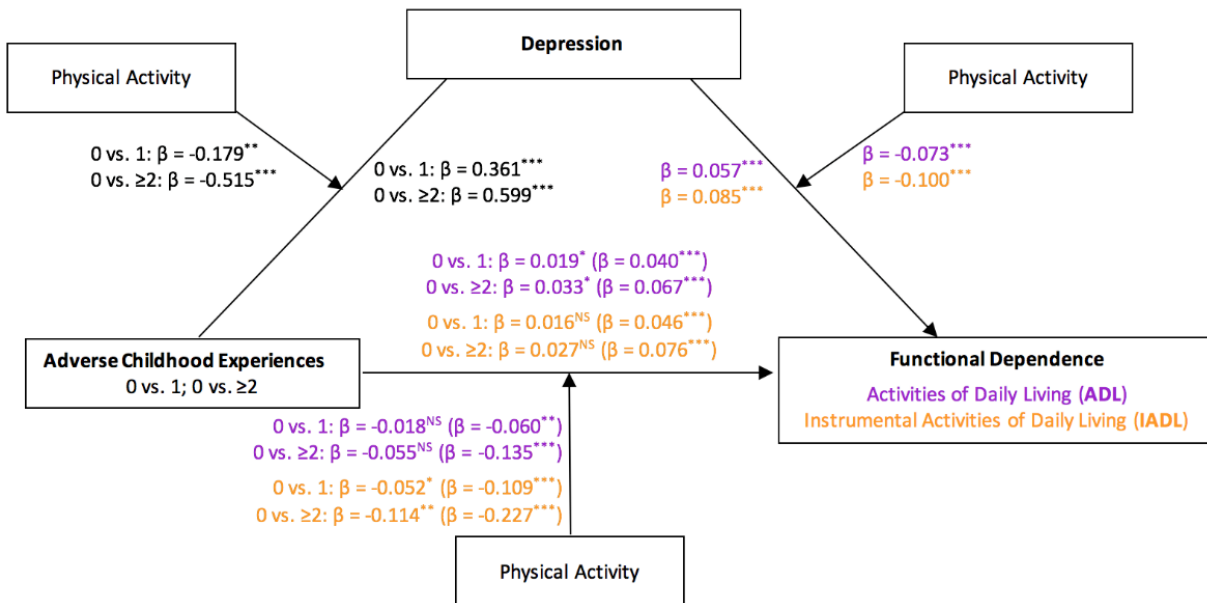 Depression
Physical Activity
Physical Activity
0 vs. 1: β = -0.179**
0 vs. ≥2: β = -0.515***
0 vs. 1: β = 0.361***
0 vs. ≥2: β = 0.599***
β = 0.057***
β = 0.085***
β = -0.073***
β = -0.100***
0 vs. 1: β = 0.019* (β = 0.040***)
0 vs. ≥2: β = 0.033* (β = 0.067***)
0 vs. 1: β = 0.016NS (β = 0.046***)
0 vs. ≥2: β = 0.027NS (β = 0.076***)
Adverse Childhood Experiences
0 vs. 1; 0 vs. ≥2
Functional Dependence
Activities of Daily Living (ADL)
Instrumental Activities of Daily Living (IADL)
0 vs. 1: β = -0.018NS (β = -0.060**)
0 vs. ≥2: β = -0.055NS (β = -0.135***)
0 vs. 1: β = -0.052* (β = -0.109***)
0 vs. ≥2: β = -0.114** (β = -0.227***)
Physical Activity